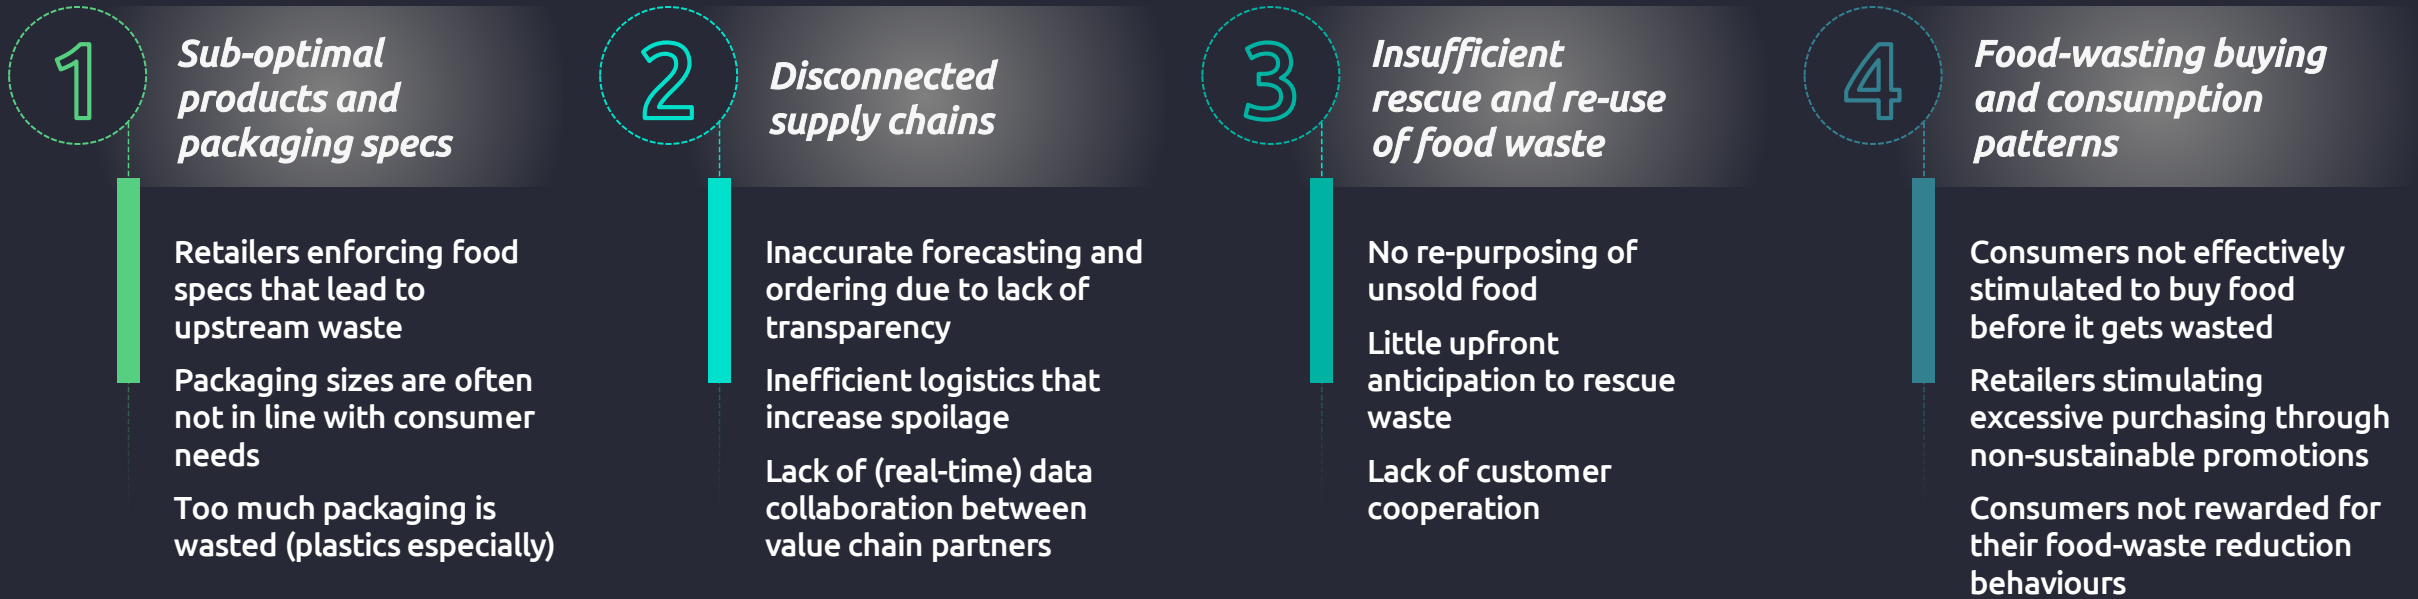 1
Sub-optimal
products and
packaging specs
Retailers enforcing food
specs that lead to
upstream waste
Packaging sizes are often
not in line with consumer
needs
Too much packaging is
wasted (plastics especially)
2
Disconnected
supply chains
Inaccurate forecasting and
ordering due to lack of
transparency
Inefficient logistics that
increase spoilage
Lack of (real-time) data
collaboration between
value chain partners
3
Insufficient
rescue and re-use
of food waste
No re-purposing of
unsold food
Little upfront
anticipation to rescue
waste
Lack of customer
cooperation
4
Food-wasting buying
and consumption
patterns
Consumers not effectively
stimulated to buy food
before it gets wasted
Retailers stimulating
excessive purchasing through
non-sustainable promotions
Consumers not rewarded for
their food-waste reduction
behaviours